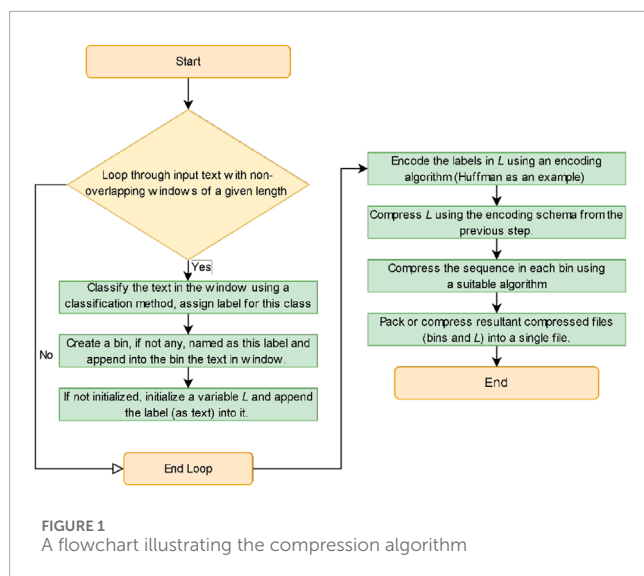 Start
Loop through input text with non-
overlapping windows of a given length
Yes
Classify the text in the window using a
classification method, assign label for this class
Create a bin, if not any, named as this label and
append into the bin the text in window.
If not initialized, initialize a variable L and append
the label (as text) into it.
No
End Loop
Encode the labels in L using an encoding
algorithm (Huffman as an example)
Compress L using the encoding schema from the
previous step.
Compress the sequence in each bin using
a suitable algorithm
Pack or compress resultant compressed files
(bins and L) into a single file.
End
FIGURE 1
A flowchart illustrating the compression algorithm